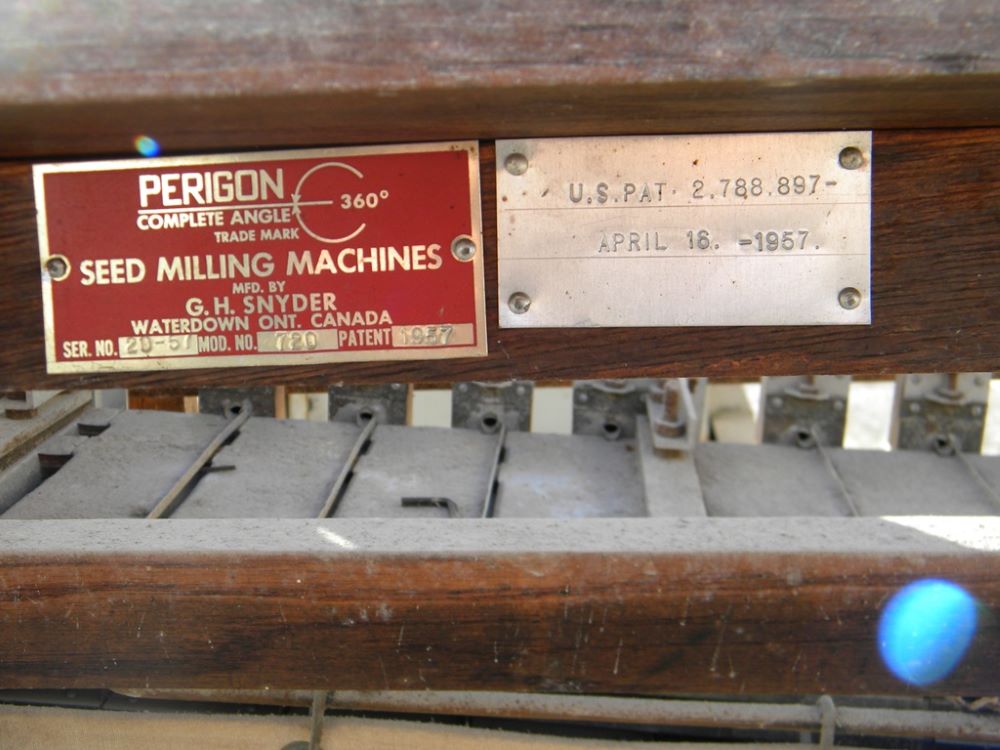 PERIGON
360°
COMPLETE ANGLE
TRADE MARK
SEED MILLING MACHINES
MFD. BY
G.H. SNYDER
WATERDOWN ONT. CANADA
SER. NO. 20-57 MOD. NO. 720 PATENT 1957
U.S.PAT. 2.788.897-
APRIL 16. -1957.